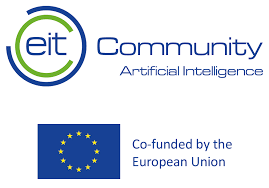 eit Community
Artificial Intelligence
Co-funded by the
European Union